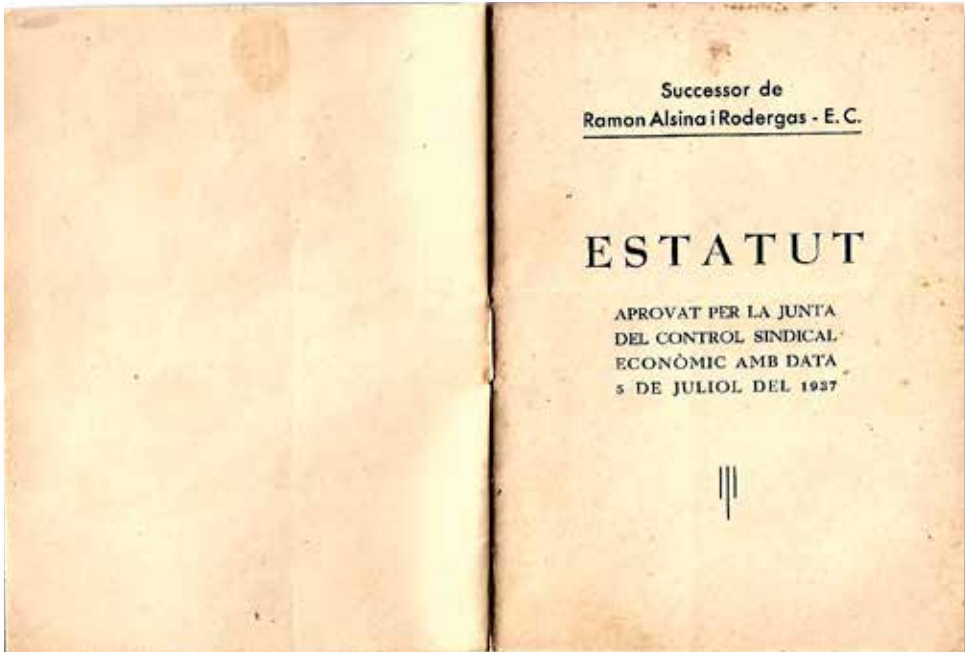 Successor de
Ramon Alsina i Rodergas - E. C.
ESTATUT
APROVAT PER LA JUNTA
DEL CONTROL SINDICAL
ECONÒMIC AMB DATA
5 DE JULIOL DEL 1937